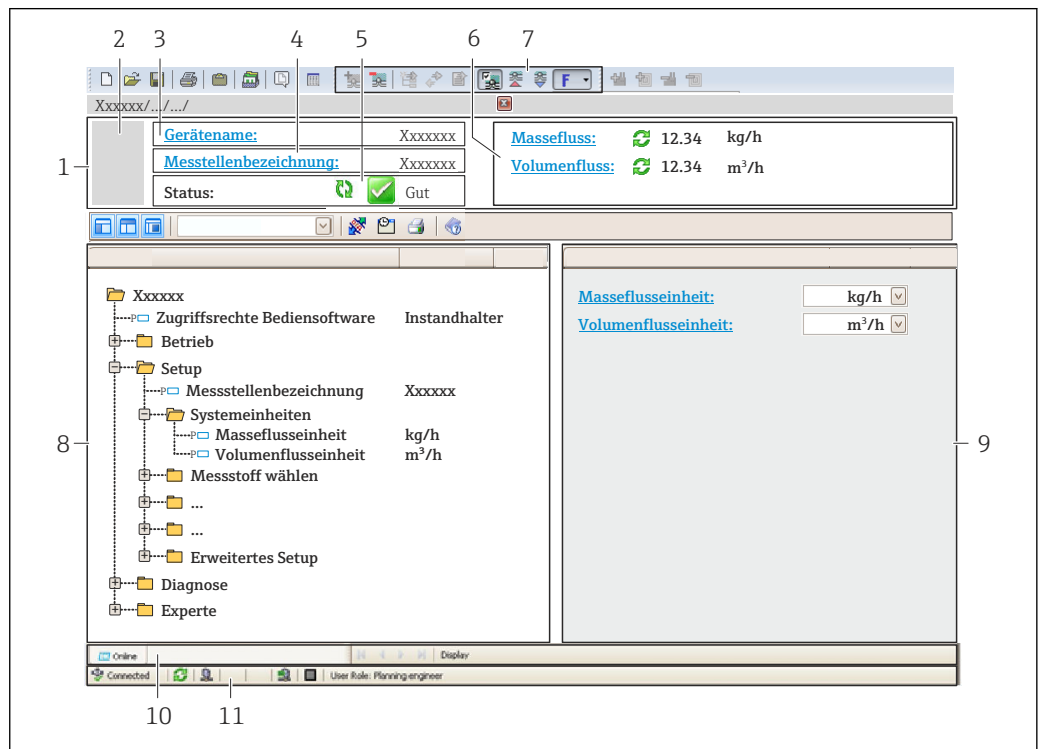 2 3 4 5 6 7
F
Xxxxxx/.../.../
1
Gerätename: Xxxxxxx
Messtellenbezeichnung: Xxxxxxx
Status: Gut
Massefluss: 12.34 kg/h
Volumenfluss: 12.34 m³/h
Xxxxxx
P Zugriffsrechte Bediensoftware Instandhalter
Betrieb
Setup
P Messstellenbezeichnung Xxxxxx
Systemeinheiten
P Masseflusseinheit kg/h
P Volumenflusseinheit m³/h
Messstoff wählen
...
...
Erweitertes Setup
Diagnose
Experte
8
Masseflusseinheit: kg/h
Volumenflusseinheit: m³/h
9
Online Display
Connected User Role: Planning engineer
10 11